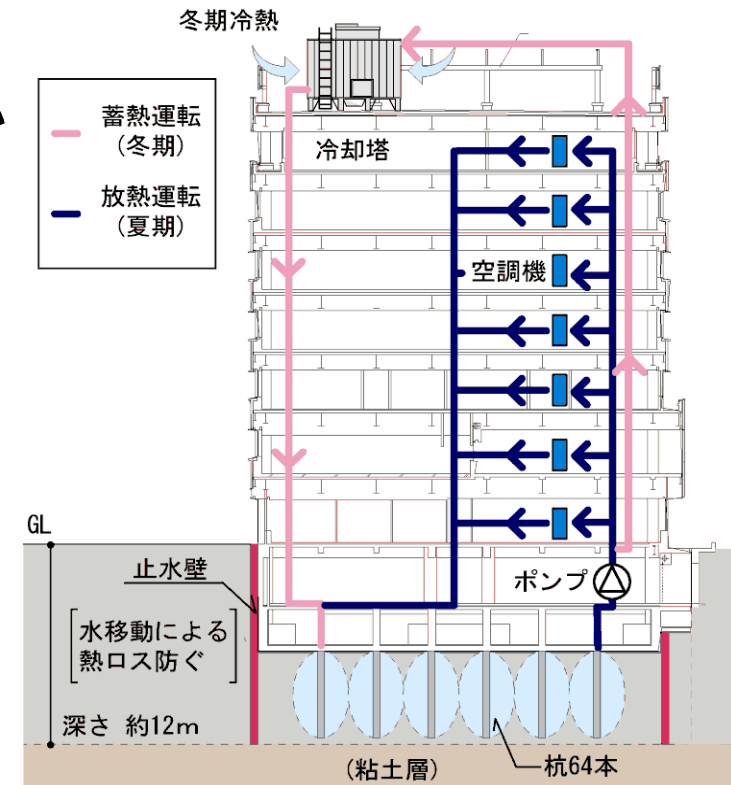 冬期冷熱
蓄熱運転
(冬期)
放熱運転
(夏期)
冷却塔
空調機
GL
止水壁
ポンプ
水移動による
熱ロス防ぐ
深さ 約12m
(粘土層)
杭64本